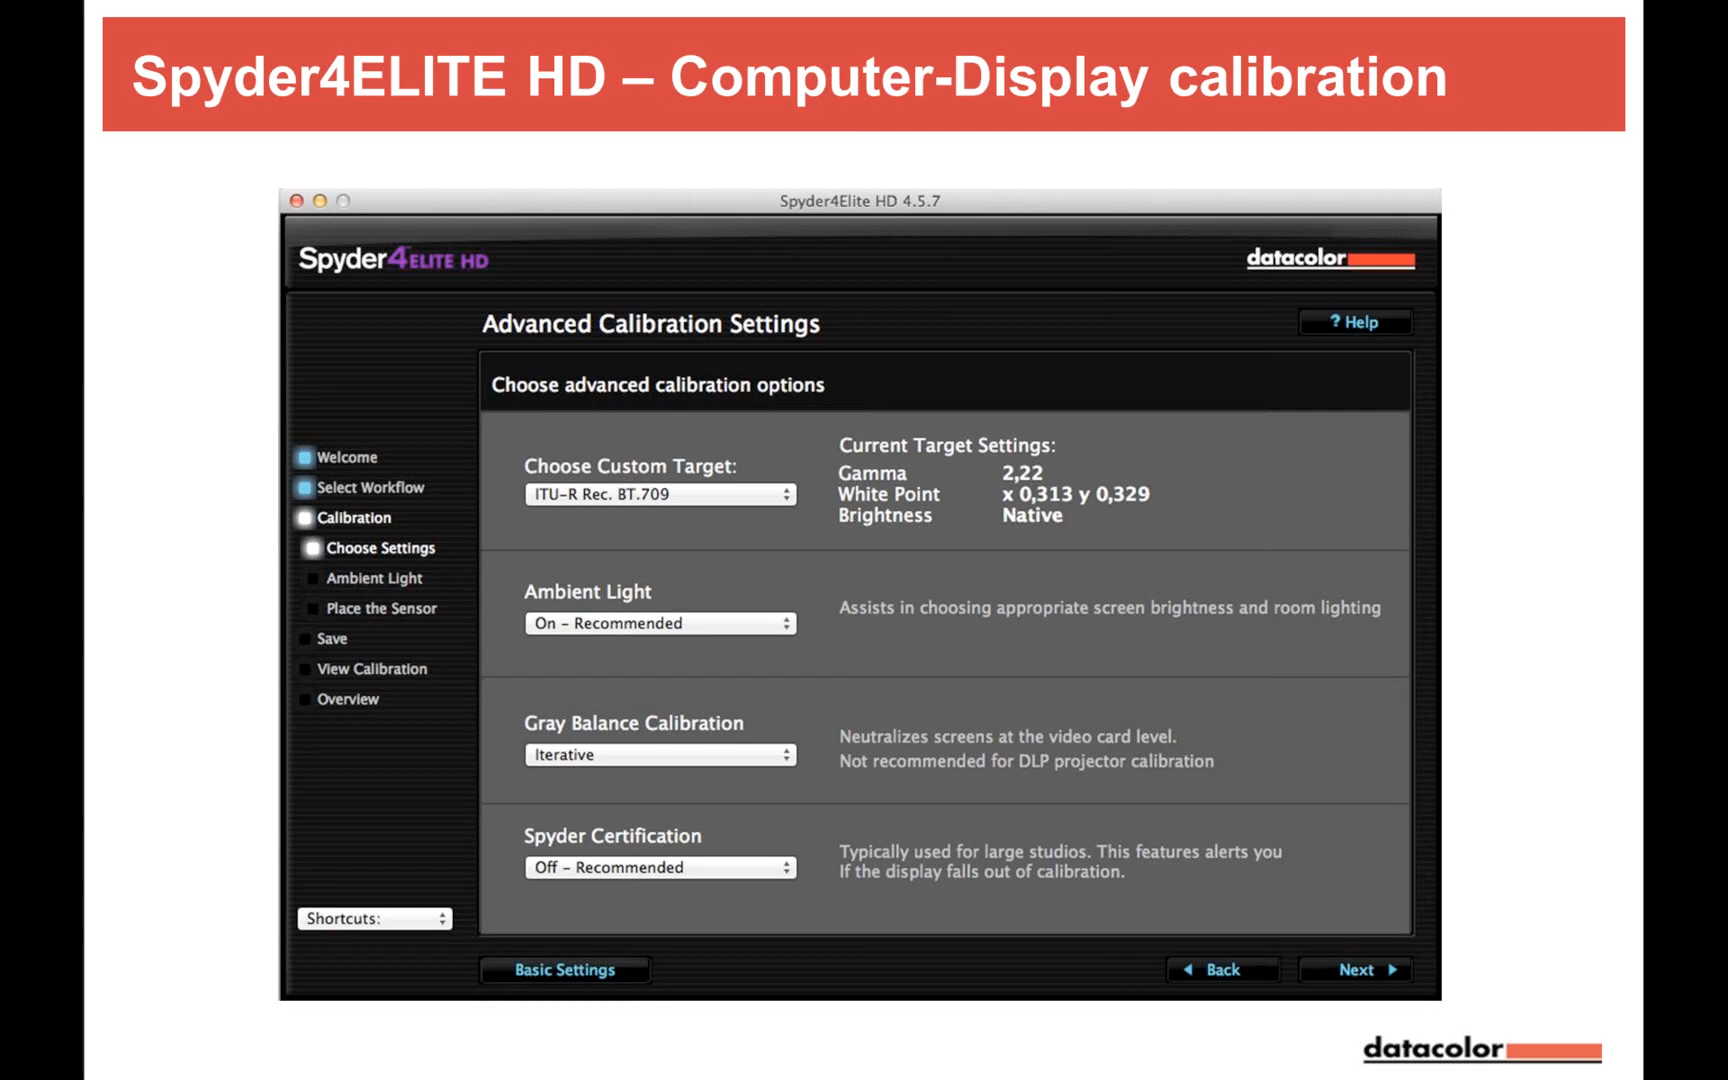 Spyder4ELITE HD – Computer-Display calibration
Spyder4Elite HD 4.5.7
Spyder4ELITE HD
datacolor
Advanced Calibration Settings
? Help
Choose advanced calibration options
Welcome
Select Workflow
Calibration
Choose Settings
Ambient Light
Place the Sensor
Save
View Calibration
Overview
Shortcuts:
Choose Custom Target:
ITU-R Rec. BT.709
Current Target Settings:
Gamma 2,22
White Point x 0,313 y 0,329
Brightness Native
Ambient Light
On – Recommended
Assists in choosing appropriate screen brightness and room lighting
Gray Balance Calibration
Iterative
Neutralizes screens at the video card level.
Not recommended for DLP projector calibration
Spyder Certification
Off – Recommended
Typically used for large studios. This features alerts you
If the display falls out of calibration.
Basic Settings
Back
Next
datacolor